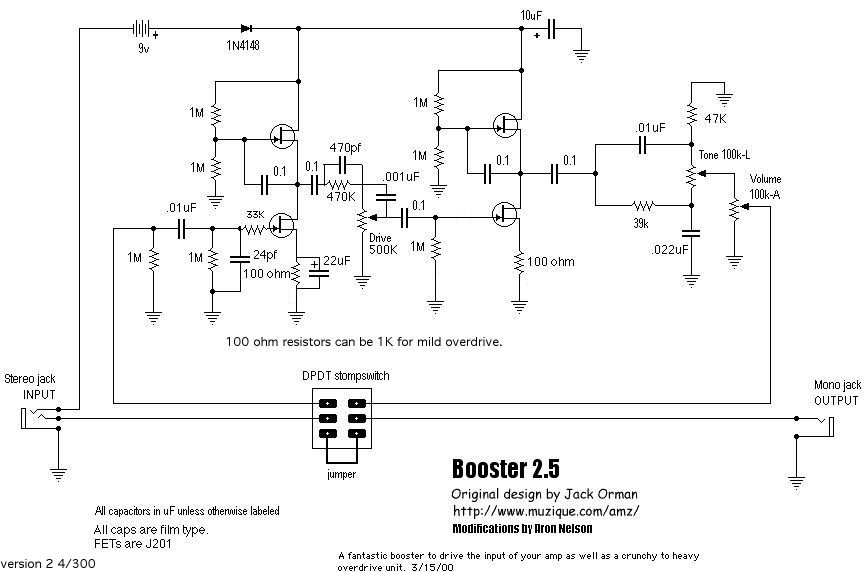 10uF
+
9v
+
1N4148
1M
1M
47K
.01uF
470pf
Tone 100k-L
1M
1M
0.1
0.1
.001uF
0.1
0.1
Volume
100k-A
470K
.01uF
33K
0.1
Drive
500K
39k
1M
1M
24pf
100 ohm
+
22uF
1M
100 ohm
.022uF
100 ohm resistors can be 1K for mild overdrive.
DPDT stompswitch
Stereo jack
INPUT
Mono jack
OUTPUT
jumper
Booster 2.5
Original design by Jack Orman
http://www.muzique.com/amz/
Modifications by Aron Nelson
All capacitors in uF unless otherwise labeled
All caps are film type.
FETs are J201
A fantastic booster to drive the input of your amp as well as a crunchy to heavy
overdrive unit. 3/15/00
version 2 4/300